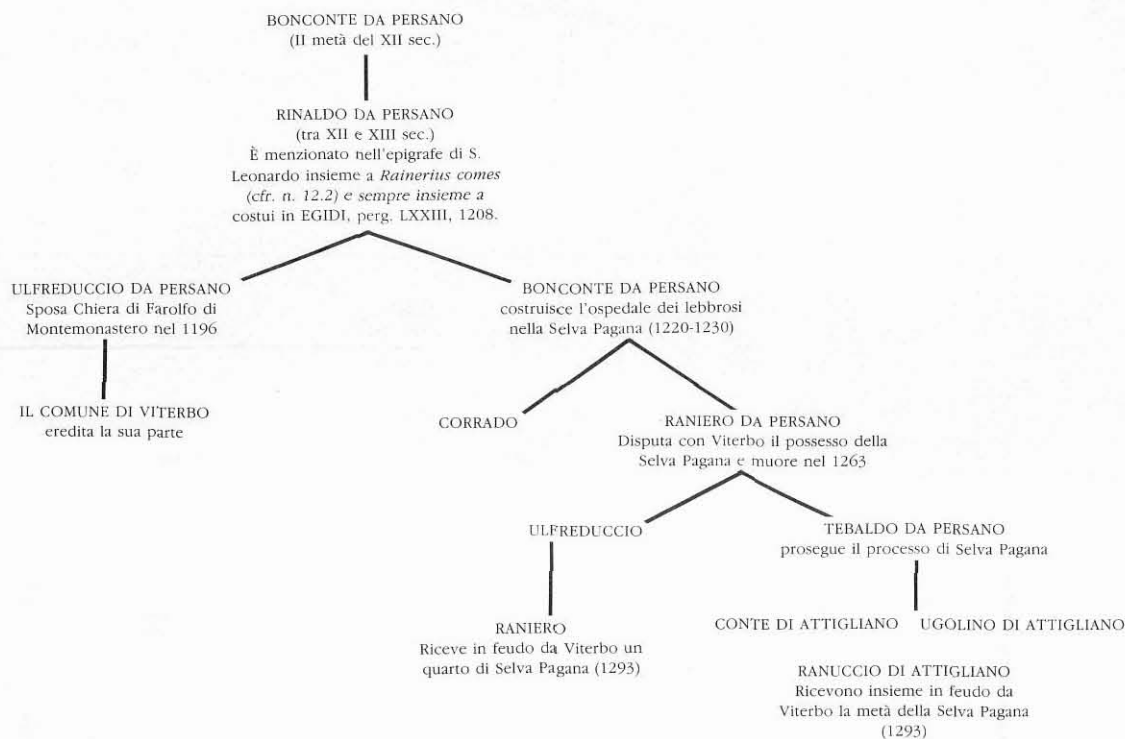 BONCONTE DA PERSANO
(II metà del XII sec.)
RINALDO DA PERSANO
(tra XII e XIII sec.)
È menzionato nell'epigrafe di S.
Leonardo insieme a Rainerius comes
(cfr. n. 12.2) e sempre insieme a
costui in EGIDI, perg. LXXIII, 1208.
ULFREDUCCIO DA PERSANO
Sposa Chiera di Farolfo di
Montemonastero nel 1196
BONCONTE DA PERSANO
costruisce l'ospedale dei lebbrosi
nella Selva Pagana (1220-1230)
IL COMUNE DI VITERBO
eredita la sua parte
CORRADO
RANIERO DA PERSANO
Disputa con Viterbo il possesso della
Selva Pagana e muore nel 1263
ULFREDUCCIO
TEBALDO DA PERSANO
prosegue il processo di Selva Pagana
RANIERO
Riceve in feudo da Viterbo un
quarto di Selva Pagana (1293)
CONTE DI ATTIGLIANO UGOLINO DI ATTIGLIANO
RANUCCIO DI ATTIGLIANO
Ricevono insieme in feudo da
Viterbo la metà della Selva Pagana
(1293)